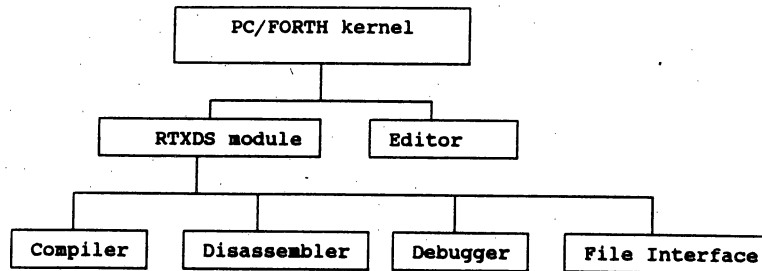 PC/FORTH kernel
RTXDS module
Editor
Compiler
Disassembler
Debugger
File Interface